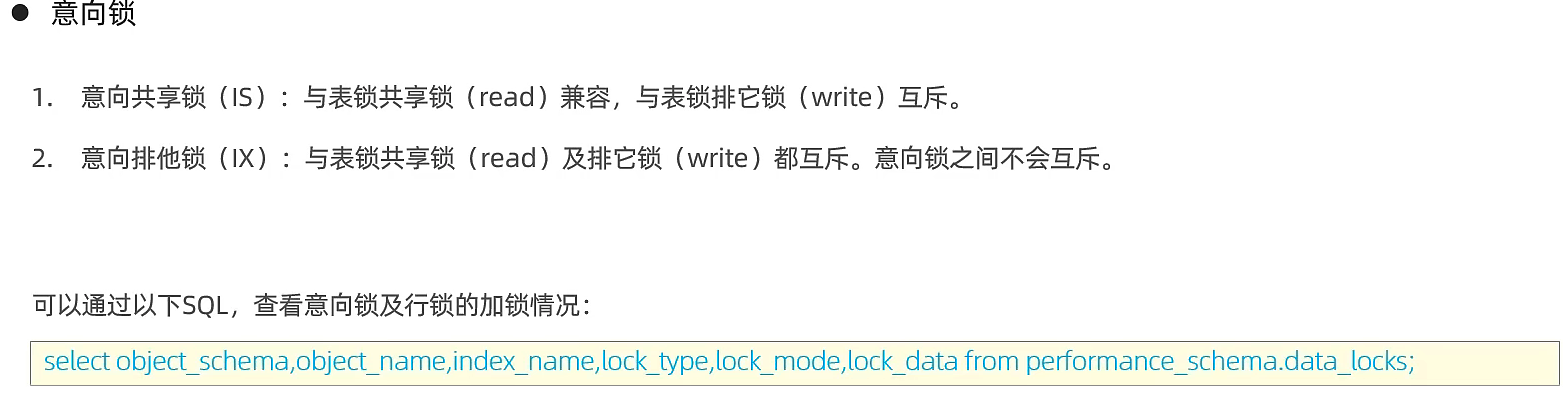 ● 意向锁
1. 意向共享锁（IS）：与表锁共享锁（read）兼容，与表锁排它锁（write）互斥。
2. 意向排他锁（IX）：与表锁共享锁（read）及排它锁（write）都互斥。意向锁之间不会互斥。
可以通过以下SQL，查看意向锁及行锁的加锁情况：
select object_schema,object_name,index_name,lock_type,lock_mode,lock_data from performance_schema.data_locks;